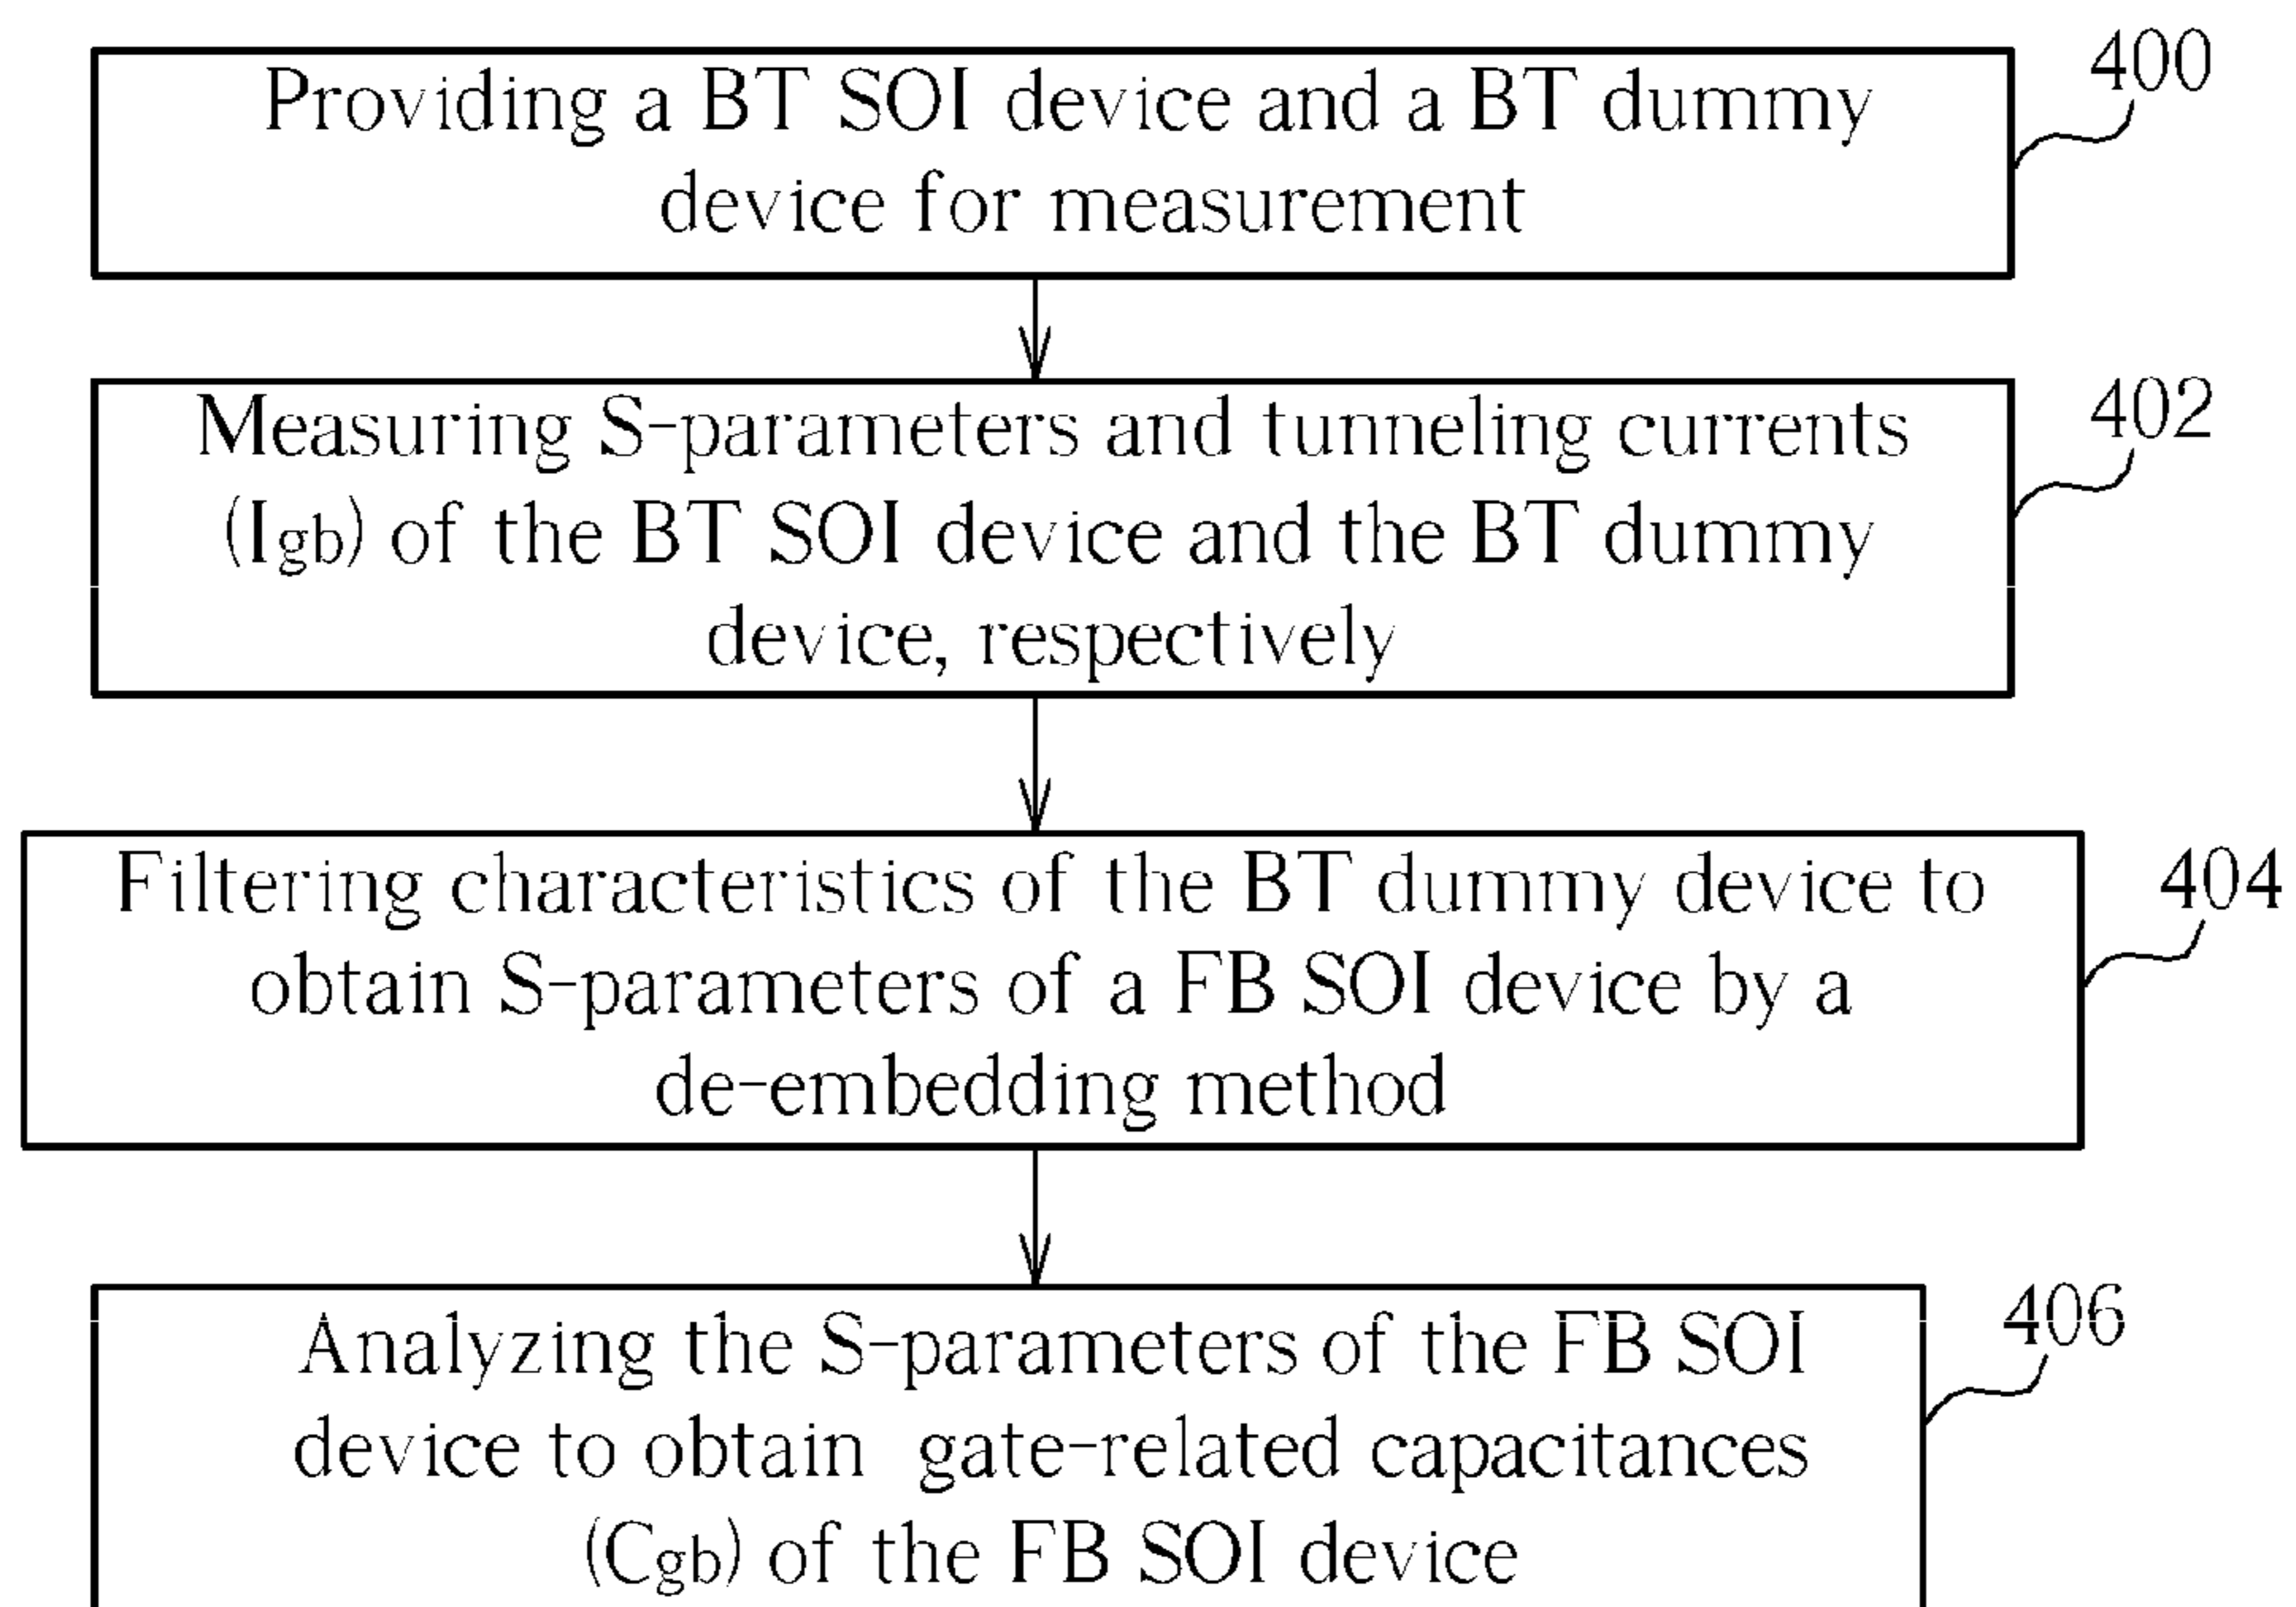 Providing a BT SOI device and a BT dummy
device for measurement
400
Measuring S-parameters and tunneling currents
(Igb) of the BT SOI device and the BT dummy
device, respectively
402
Filtering characteristics of the BT dummy device to
obtain S-parameters of a FB SOI device by a
de-embedding method
404
Analyzing the S-parameters of the FB SOI
device to obtain gate-related capacitances
(Cgb) of the FB SOI device
406